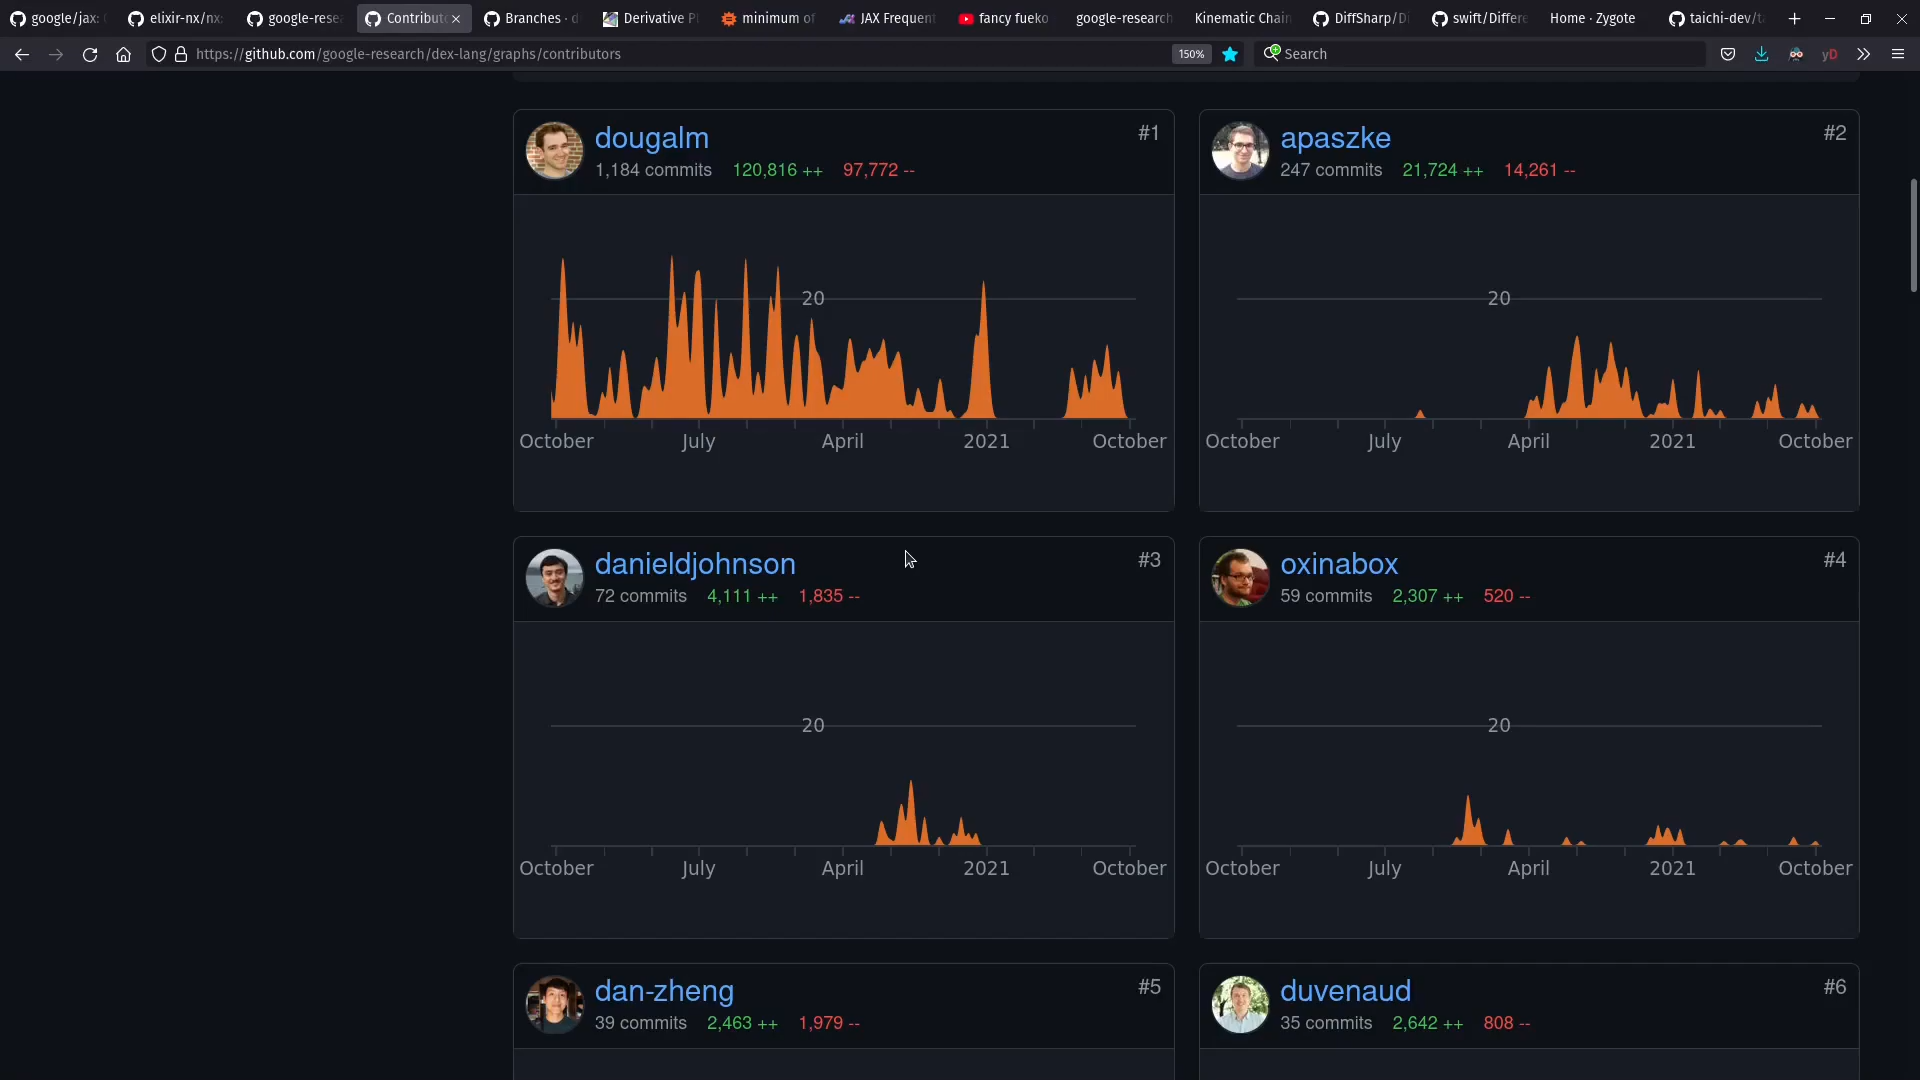 google/jax:
elixir-nx/nx:
google-rese
Contribut
Branches · d
Derivative P
minimum of
JAX Frequent
fancy fueko
google-research
Kinematic Chain
DiffSharp/Di
swift/Differe
Home · Zygote
taichi-dev/ta
https://github.com/google-research/dex-lang/graphs/contributors
150%
Search
yD
dougalm
#1
1,184 commits 120,816 ++ 97,772 --
20
October July April 2021 October
apaszke
#2
247 commits 21,724 ++ 14,261 --
20
October July April 2021 October
danieldjohnson
#3
72 commits 4,111 ++ 1,835 --
20
October July April 2021 October
oxinabox
#4
59 commits 2,307 ++ 520 --
20
October July April 2021 October
dan-zheng
#5
39 commits 2,463 ++ 1,979 --
duvenaud
#6
35 commits 2,642 ++ 808 --